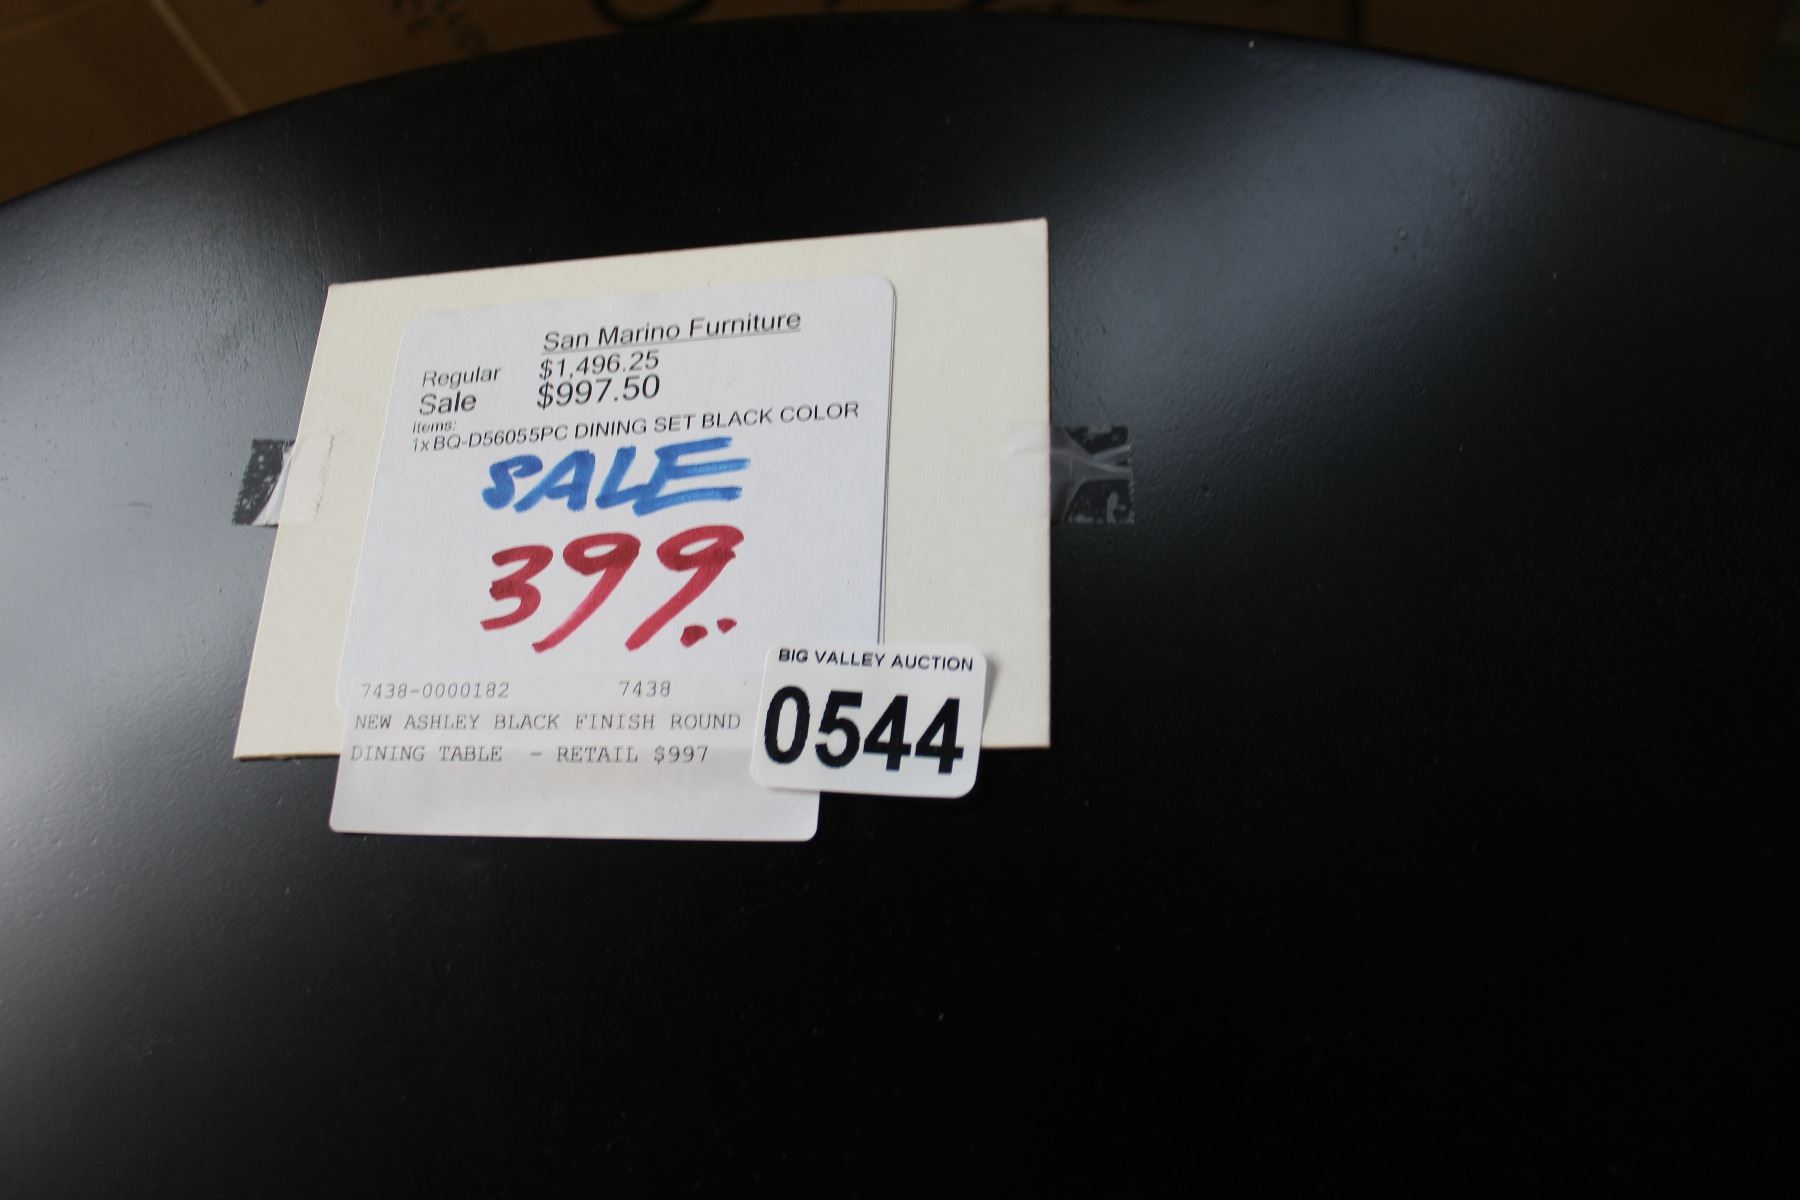 San Marino Furniture
Regular $1,496.25
Sale $997.50
Items:
1x BQ-D56055PC DINING SET BLACK COLOR
SALE
399..
BIG VALLEY AUCTION
0544
7438-0000182 7438
NEW ASHLEY BLACK FINISH ROUND
DINING TABLE - RETAIL $997